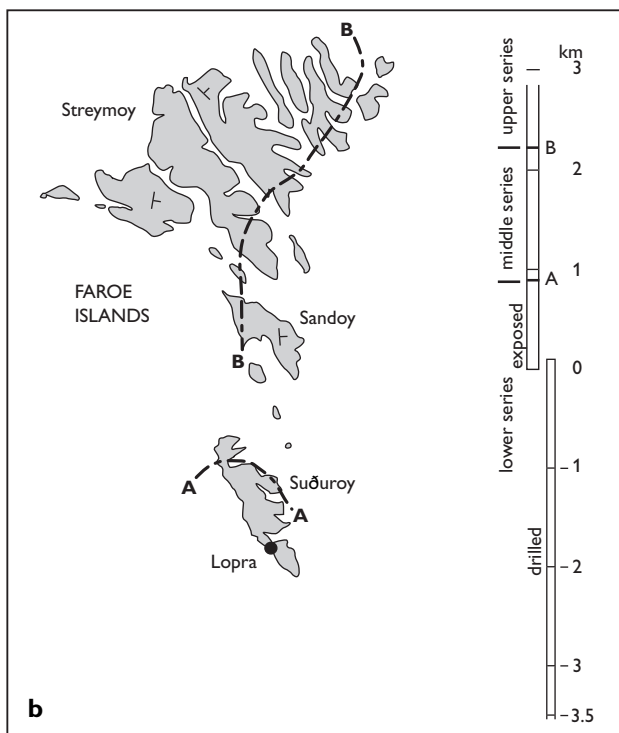 B
km
3
upper series
Streymoy
B
2
middle series
1
A
FAROE
ISLANDS
Sandoy
exposed
B
0
lower series
– 1
A
Suðuroy
A
Lopra
drilled
– 2
– 3
– 3.5
b